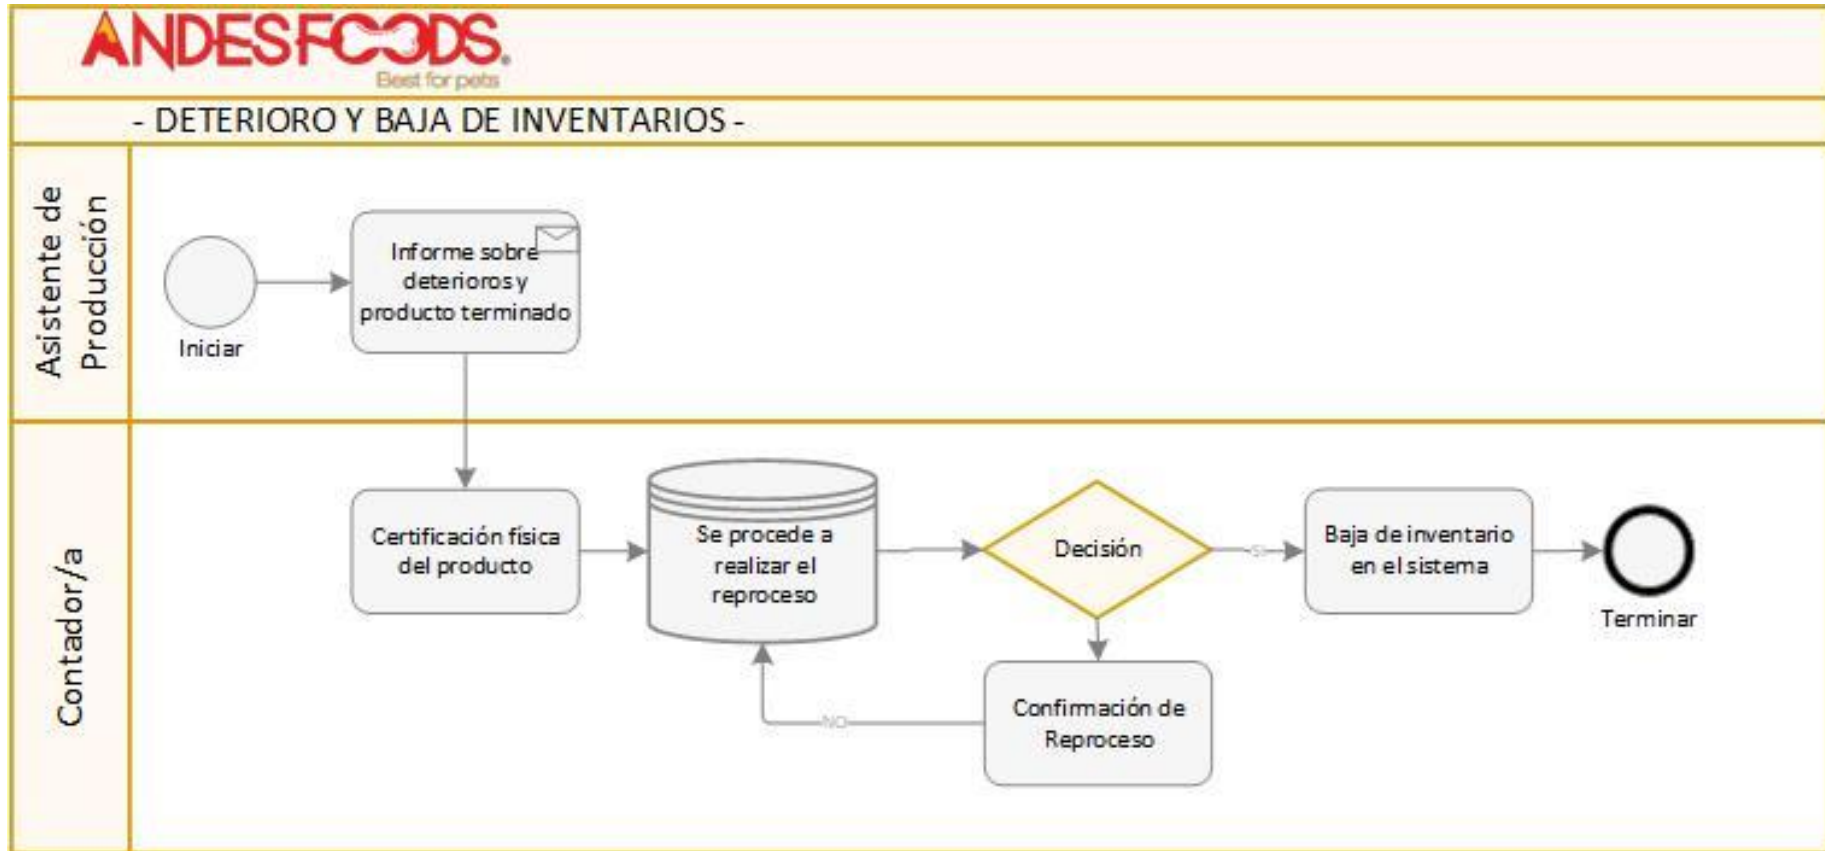 ANDESFOODS®
Best for pets
- DETERIORO Y BAJA DE INVENTARIOS -
Asistente de
Producción
Iniciar
Informe sobre
deterioros y
producto terminado
Contador/a
Certificación física
del producto
Se procede a
realizar el
reproceso
Decisión
SI
Baja de inventario
en el sistema
Terminar
Confirmación de
Reproceso
NO